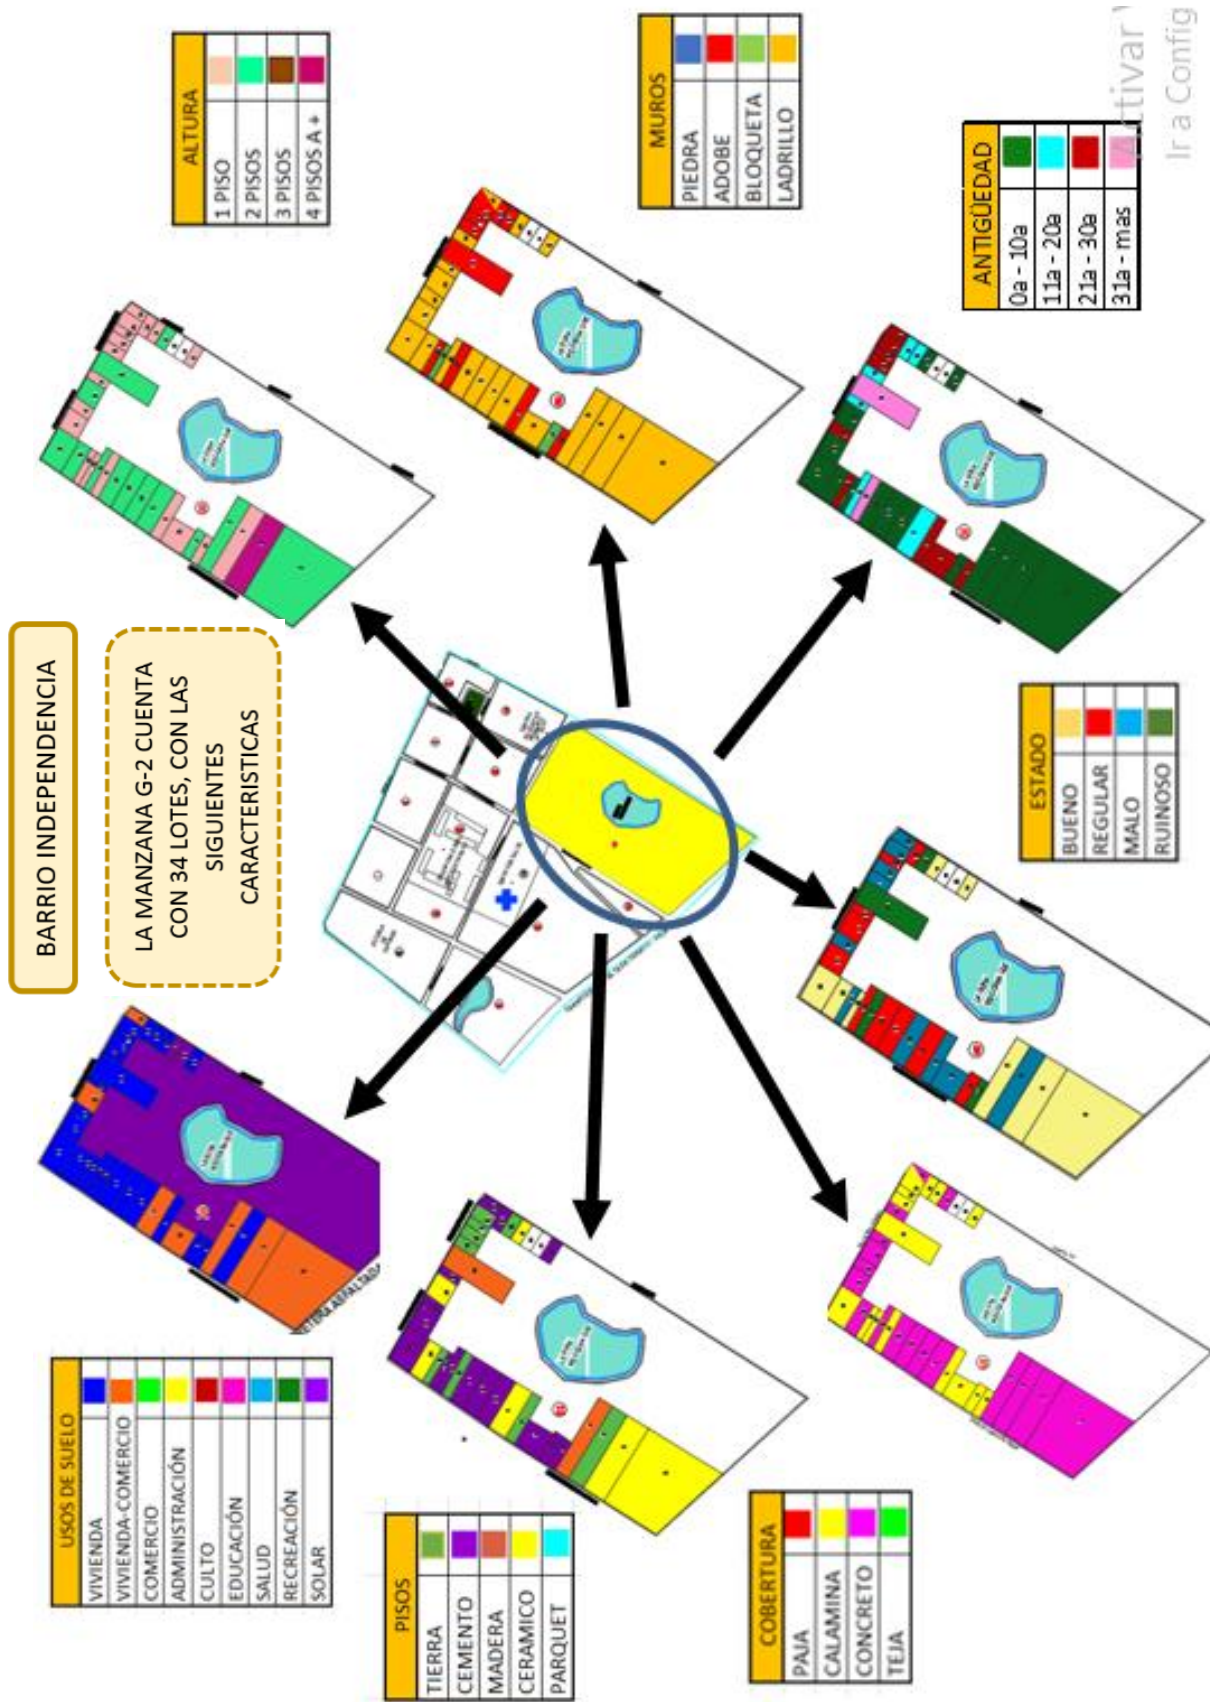 BARRIO INDEPENDENCIA
LA MANZANA G-2 CUENTA
CON 34 LOTES, CON LAS
SIGUIENTES
CARACTERISTICAS
USOS DE SUELO
VIVIENDA
VIVIENDA-COMERCIO
COMERCIO
ADMINISTRACIÓN
CULTO
EDUCACIÓN
SALUD
RECREACIÓN
SOLAR
ALTURA
1 PISO
2 PISOS
3 PISOS
4 PISOS A +
PISOS
TIERRA
CEMENTO
MADERA
CERAMICO
PARQUET
MUROS
PIEDRA
ADOBE
BLOQUETA
LADRILLO
COBERTURA
PAJA
CALAMINA
CONCRETO
TEJA
ESTADO
BUENO
REGULAR
MALO
RUINOSO
ANTIGÜEDAD
0a - 10a
11a - 20a
21a - 30a
31a - mas
ETERA ASFALTADA
Activar
Ir a Config